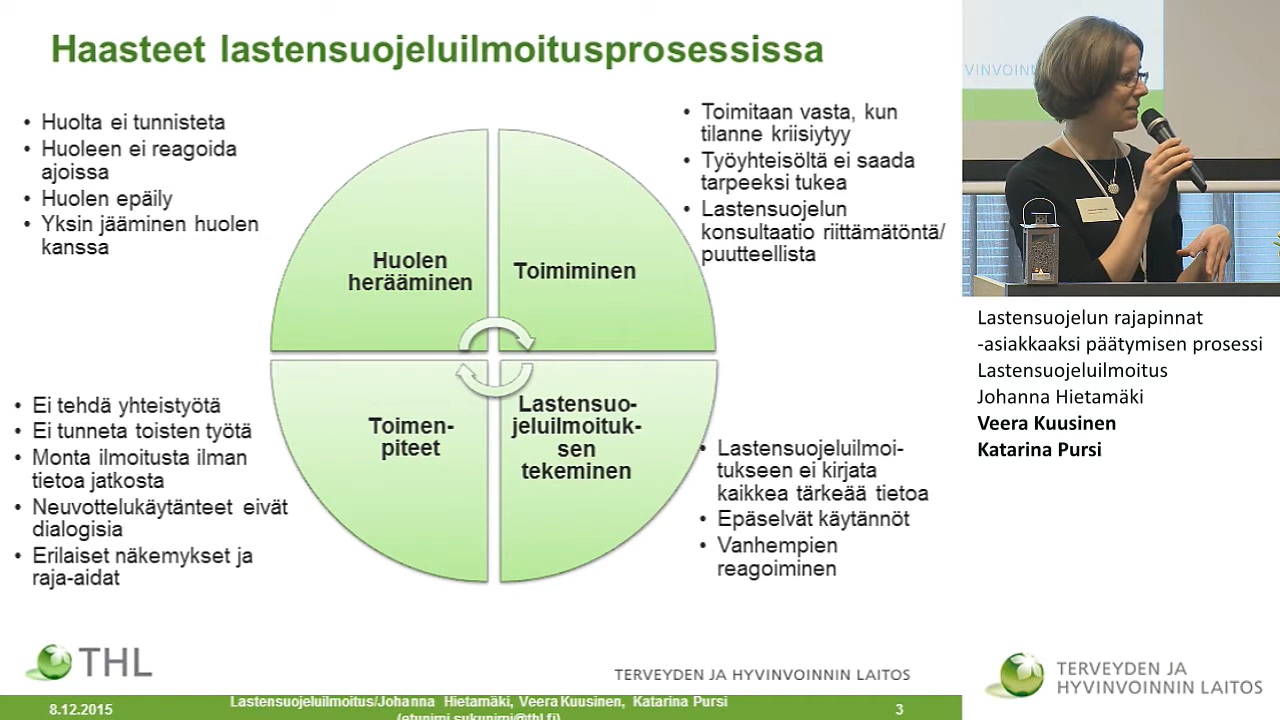 Haasteet lastensuojeluilmoitusprosessissa
• Huolta ei tunnisteta
• Huoleen ei reagoida
ajoissa
• Huolen epäily
• Yksin jääminen huolen
kanssa
• Toimitaan vasta, kun
tilanne kriisiytyy
• Työyhteisöltä ei saada
tarpeeksi tukea
• Lastensuojelun
konsultaatio riittämätöntä/
puutteellista
Huolen
herääminen
Toimiminen
Toimen-
piteet
Lastensuo-
jeluilmoituk-
sen
tekeminen
• Ei tehdä yhteistyötä
• Ei tunneta toisten työtä
• Monta ilmoitusta ilman
tietoa jatkosta
• Neuvottelukäytänteet eivät
dialogisia
• Erilaiset näkemykset ja
raja-aidat
• Lastensuojeluilmoi-
tukseen ei kirjata
kaikkea tärkeää tietoa
• Epäselvät käytännöt
• Vanhempien
reagoiminen
THL
TERVEYDEN JA HYVINVOINNIN LAITOS
8.12.2015
Lastensuojeluilmoitus/Johanna Hietamäki, Veera Kuusinen, Katarina Pursi
(etunimi.sukunimi@thl.fi)
3
Lastensuojelun rajapinnat
-asiakkaaksi päätymisen prosessi
Lastensuojeluilmoitus
Johanna Hietamäki
Veera Kuusinen
Katarina Pursi
TERVEYDEN JA
HYVINVOINNIN LAITOS